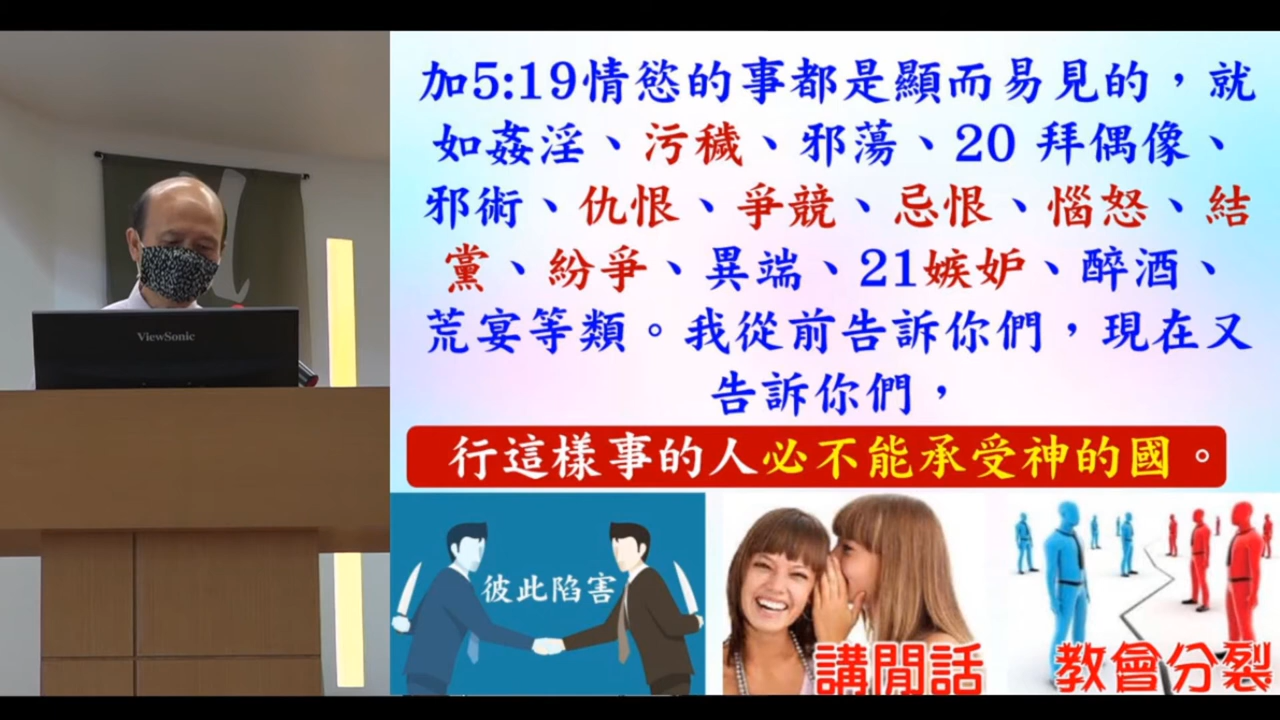 ViewSonic
加5:19情慾的事都是顯而易見的，就
如姦淫、污穢、邪蕩、20 拜偶像、
邪術、仇恨、爭競、忌恨、惱怒、結
黨、紛爭、異端、21嫉妒、醉酒、
荒宴等類。我從前告訴你們，現在又
告訴你們，
行這樣事的人必不能承受神的國。
彼此陷害
講閒話
教會分裂